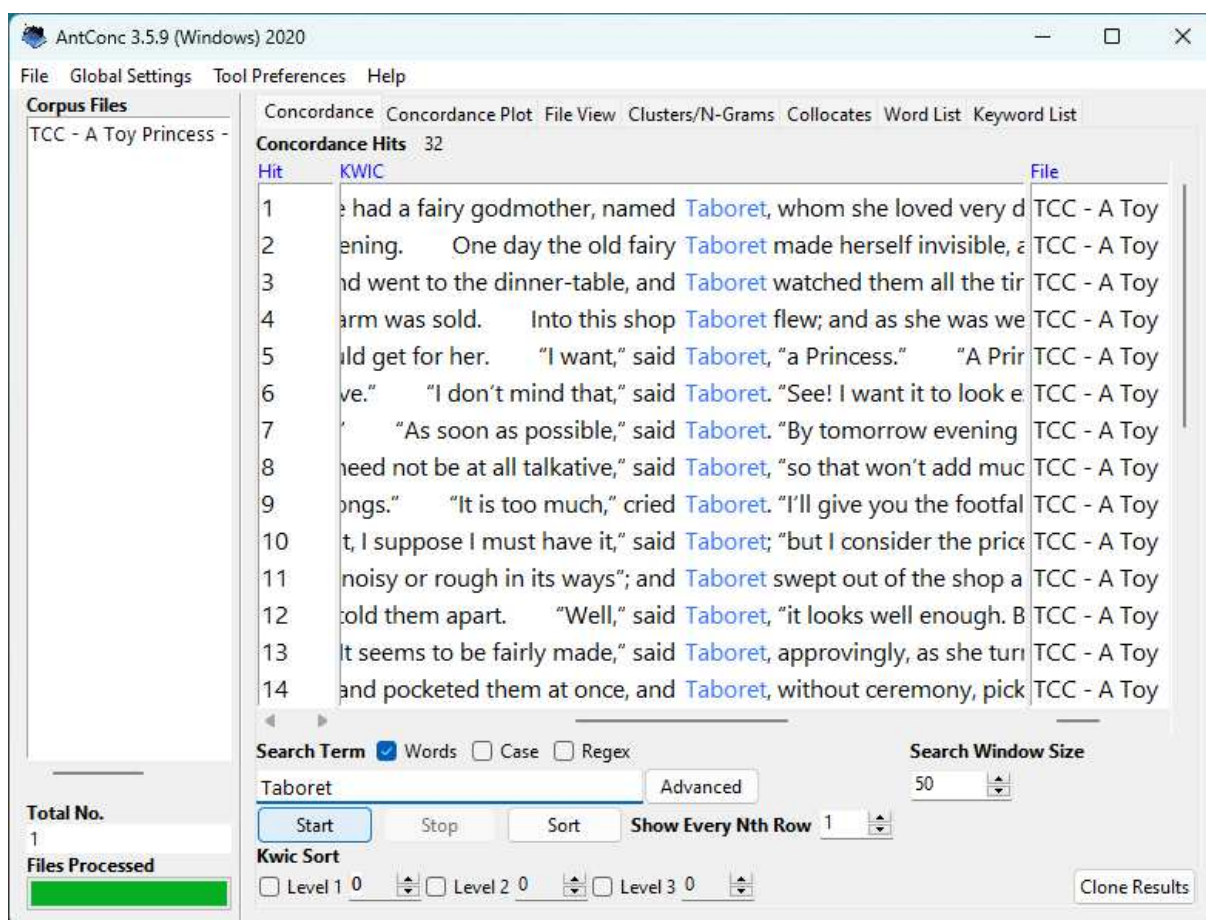 AntConc 3.5.9 (Windows) 2020
File Global Settings Tool Preferences Help
Corpus Files
TCC - A Toy Princess -
Concordance Concordance Plot File View Clusters/N-Grams Collocates Word List Keyword List
Concordance Hits 32
Hit KWIC File
1 e had a fairy godmother, named Taboret, whom she loved very d TCC - A Toy
2 ening. One day the old fairy Taboret made herself invisible, a TCC - A Toy
3 nd went to the dinner-table, and Taboret watched them all the tir TCC - A Toy
4 arm was sold. Into this shop Taboret flew; and as she was we TCC - A Toy
5 uld get for her. “I want,” said Taboret, “a Princess.” “A Prir TCC - A Toy
6 ve.” “I don’t mind that,” said Taboret. “See! I want it to look e TCC - A Toy
7 ” “As soon as possible,” said Taboret. “By tomorrow evening TCC - A Toy
8 need not be at all talkative,” said Taboret, “so that won’t add muc TCC - A Toy
9 ongs.” “It is too much,” cried Taboret. “I’ll give you the footfal TCC - A Toy
10 t, I suppose I must have it,” said Taboret; “but I consider the price TCC - A Toy
11 noisy or rough in its ways”; and Taboret swept out of the shop a TCC - A Toy
12 told them apart. “Well,” said Taboret, “it looks well enough. B TCC - A Toy
13 It seems to be fairly made,” said Taboret, approvingly, as she turn TCC - A Toy
14 and pocketed them at once, and Taboret, without ceremony, pick TCC - A Toy
Search Term Words Case Regex Search Window Size
Taboret Advanced 50
Total No.
1
Start Stop Sort Show Every Nth Row 1
Files Processed
Kwic Sort
Level 1 0 Level 2 0 Level 3 0 Clone Results